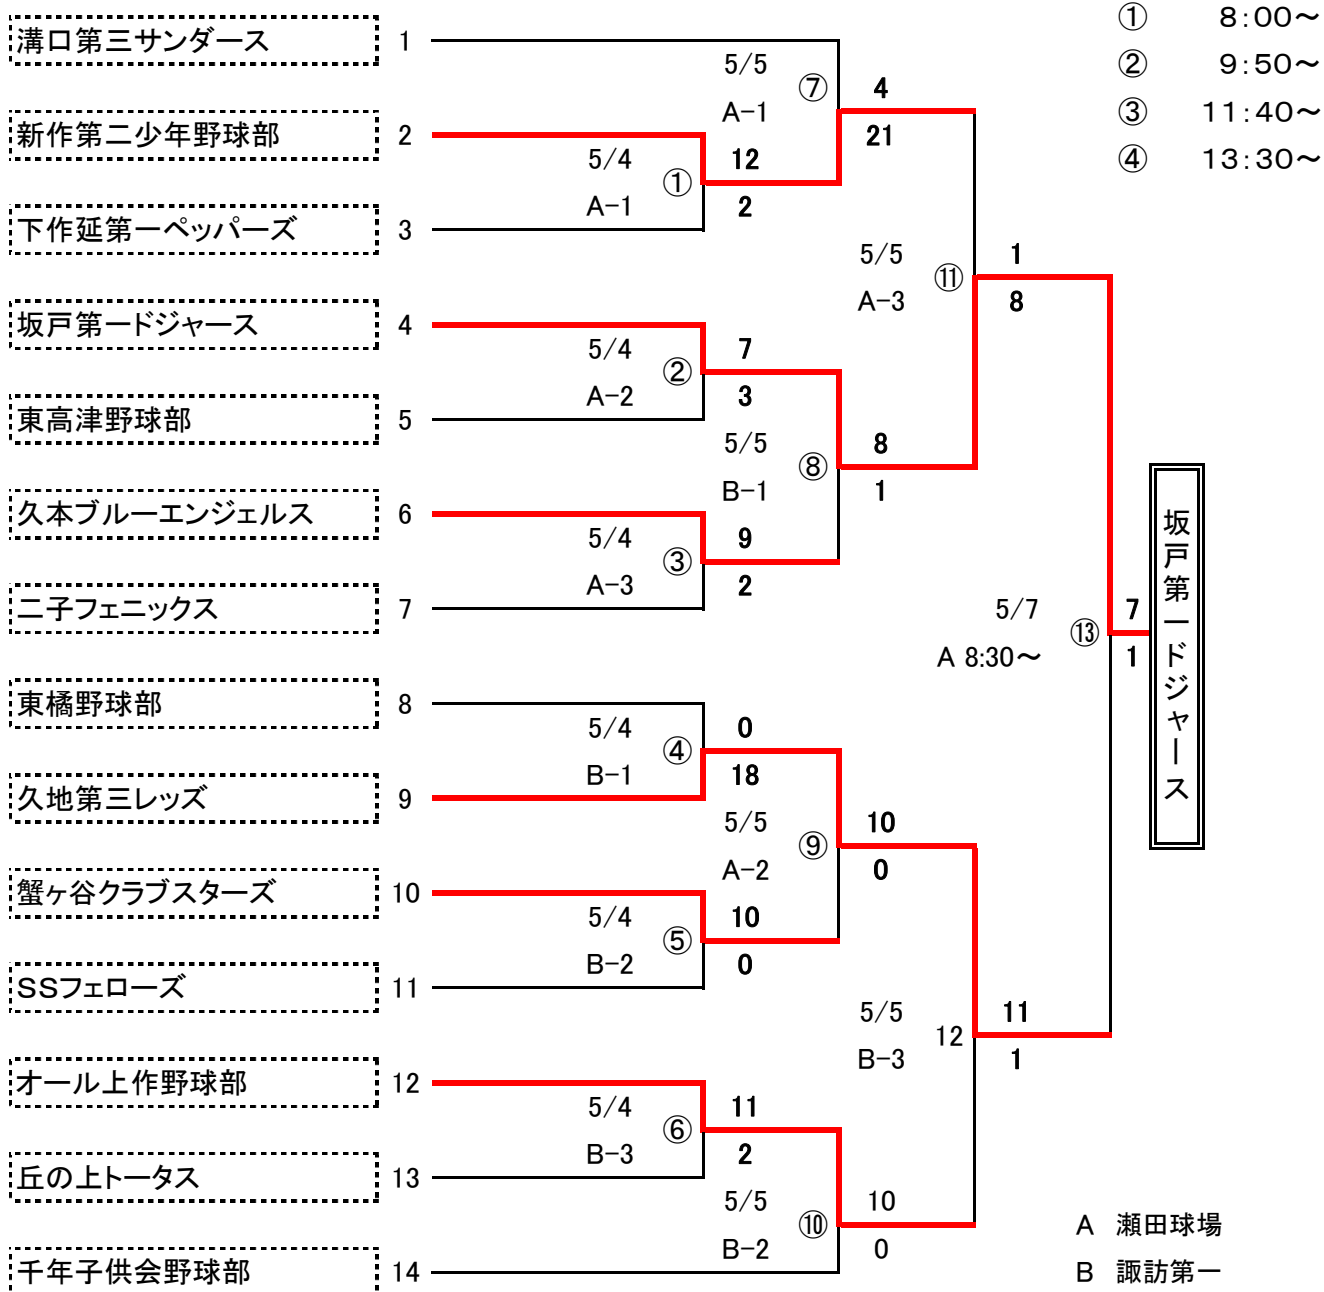 ① 8:00～
② 9:50～
③ 11:40～
④ 13:30～
溝口第三サンダース 1
5/5 ⑦ 4
A-1 21
新作第二少年野球部 2
5/4 ① 12
A-1 2
下作延第一ペッパーズ 3
5/5 ⑪ 1
A-3 8
坂戸第一ドジャース 4
5/4 ② 7
A-2 3
東高津野球部 5
5/5 ⑧ 8
B-1 1
久本ブルーエンジェルス 6
5/4 ③ 9
A-3 2
二子フェニックス 7
5/7 ⑬ 7
A 8:30～ 1
坂戸第一ドジャース
東橘野球部 8
5/4 ④ 0
B-1 18
久地第三レッズ 9
5/5 ⑨ 10
A-2 0
蟹ヶ谷クラブスターズ 10
5/4 ⑤ 10
B-2 0
SSフェローズ 11
5/5 12 11
B-3 1
オール上作野球部 12
5/4 ⑥ 11
B-3 2
丘の上トータス 13
5/5 ⑩ 10
B-2 0
千年子供会野球部 14
A 瀬田球場
B 諏訪第一